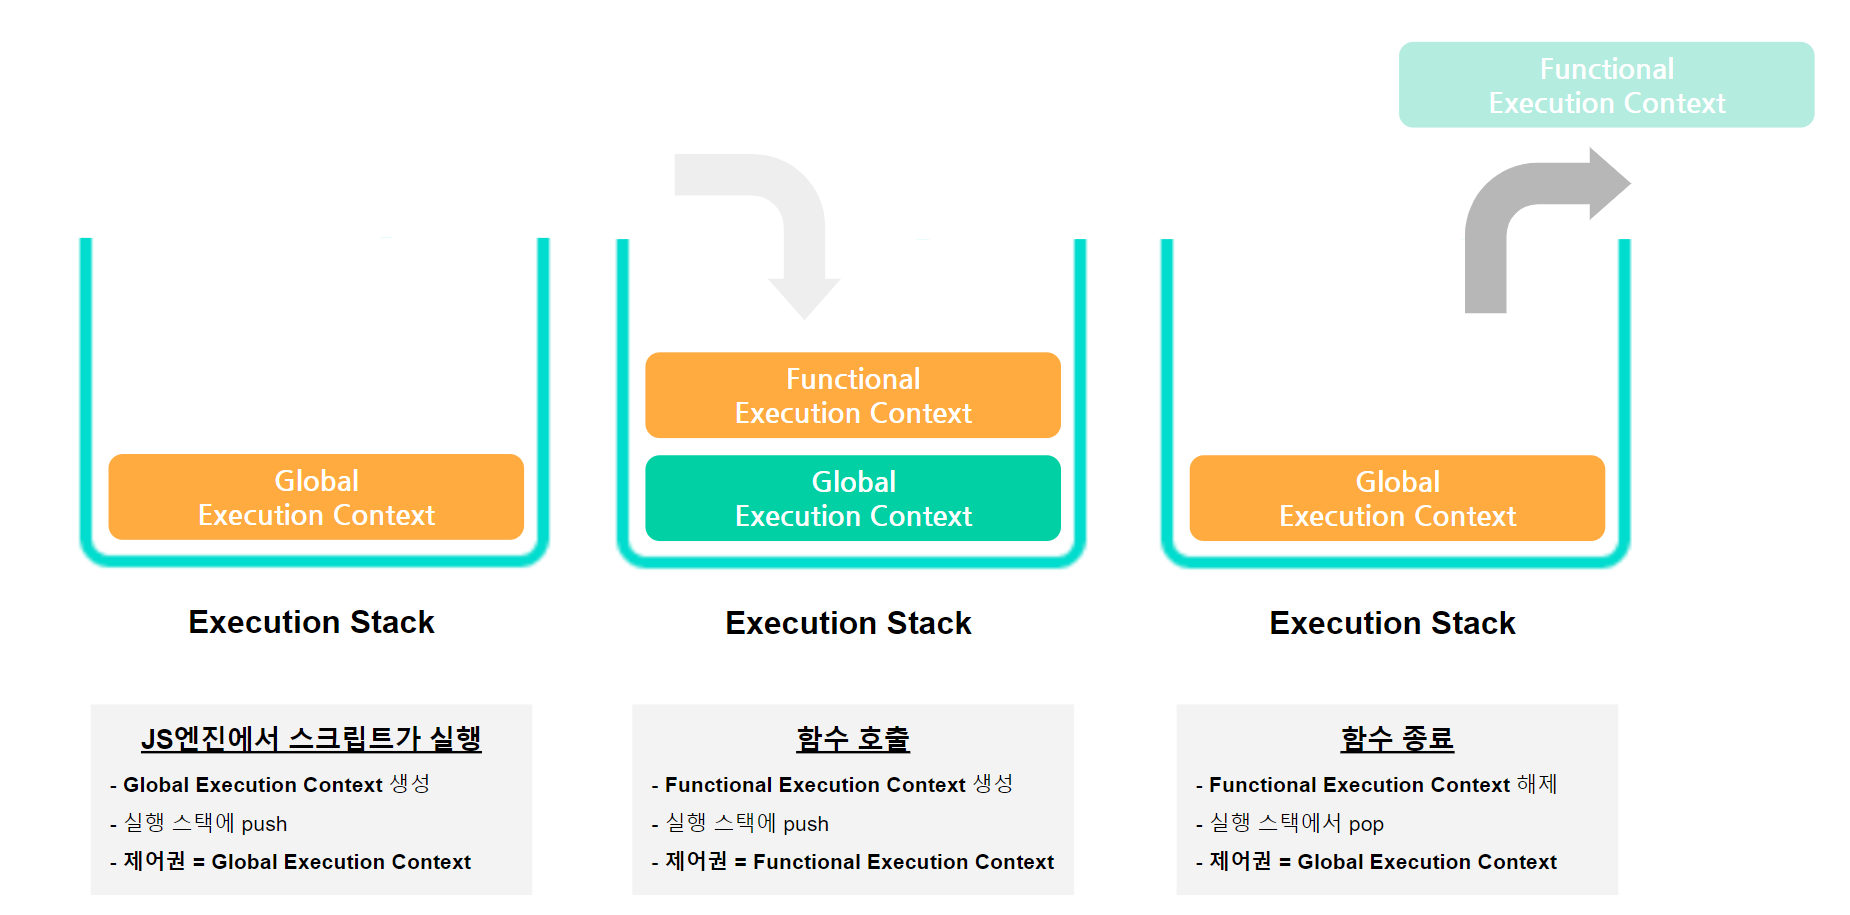 Functional
Execution Context
Functional
Execution Context
Global
Execution Context
Global
Execution Context
Global
Execution Context
Execution Stack
Execution Stack
Execution Stack
JS엔진에서 스크립트가 실행
- Global Execution Context 생성
- 실행 스택에 push
- 제어권 = Global Execution Context
함수 호출
- Functional Execution Context 생성
- 실행 스택에 push
- 제어권 = Functional Execution Context
함수 종료
- Functional Execution Context 해제
- 실행 스택에서 pop
- 제어권 = Global Execution Context